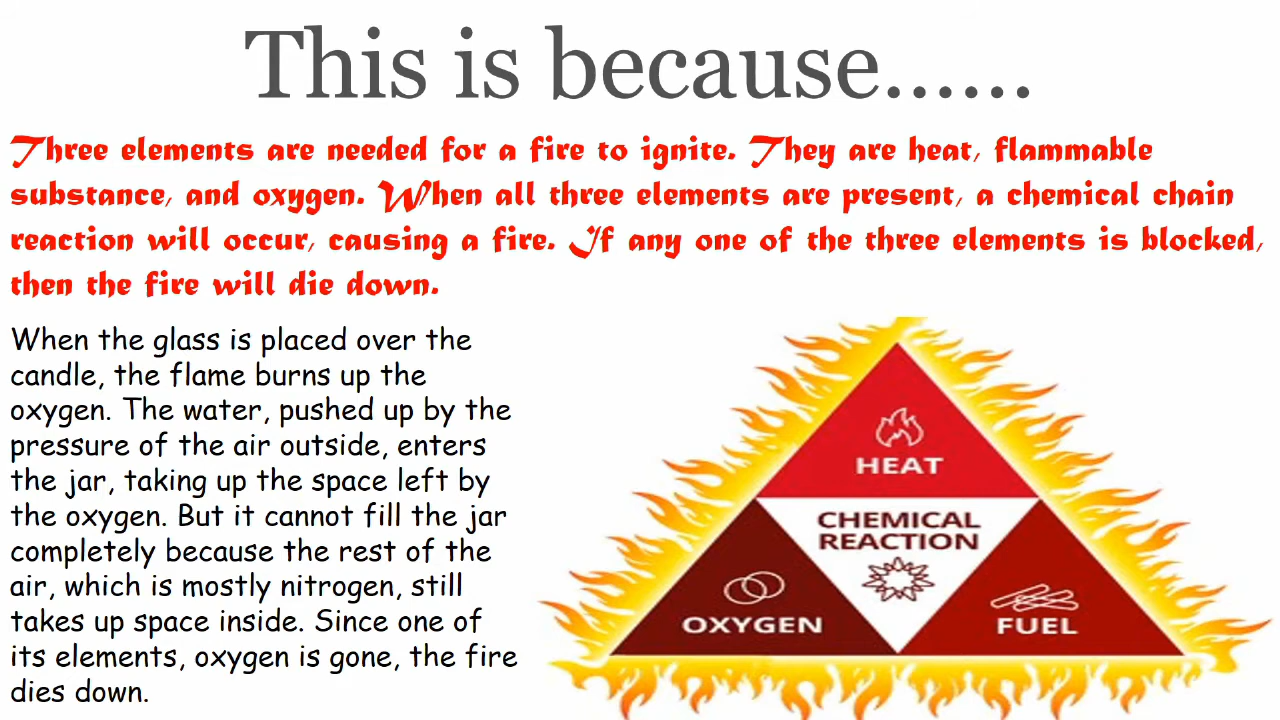 This is because......
Three elements are needed for a fire to ignite. They are heat, flammable
substance, and oxygen. When all three elements are present, a chemical chain
reaction will occur, causing a fire. If any one of the three elements is blocked,
then the fire will die down.
When the glass is placed over the
candle, the flame burns up the
oxygen. The water, pushed up by the
pressure of the air outside, enters
the jar, taking up the space left by
the oxygen. But it cannot fill the jar
completely because the rest of the
air, which is mostly nitrogen, still
takes up space inside. Since one of
its elements, oxygen is gone, the fire
dies down.
HEAT
CHEMICAL
REACTION
OXYGEN
FUEL